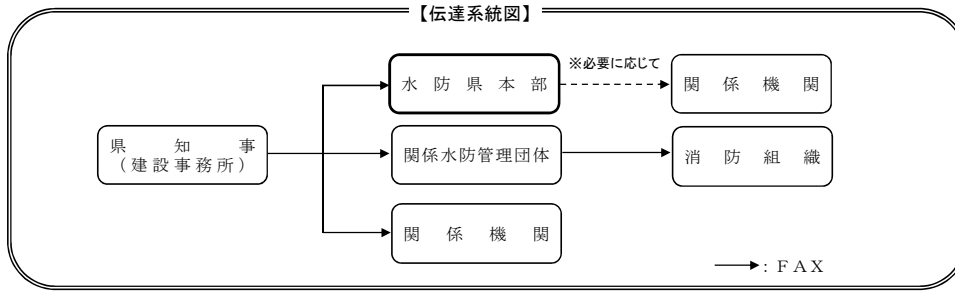 【伝達系統図】
水防県本部
※必要に応じて
関係機関
県知事
(建設事務所)
関係水防管理団体
消防組織
関係機関
：ＦＡＸ